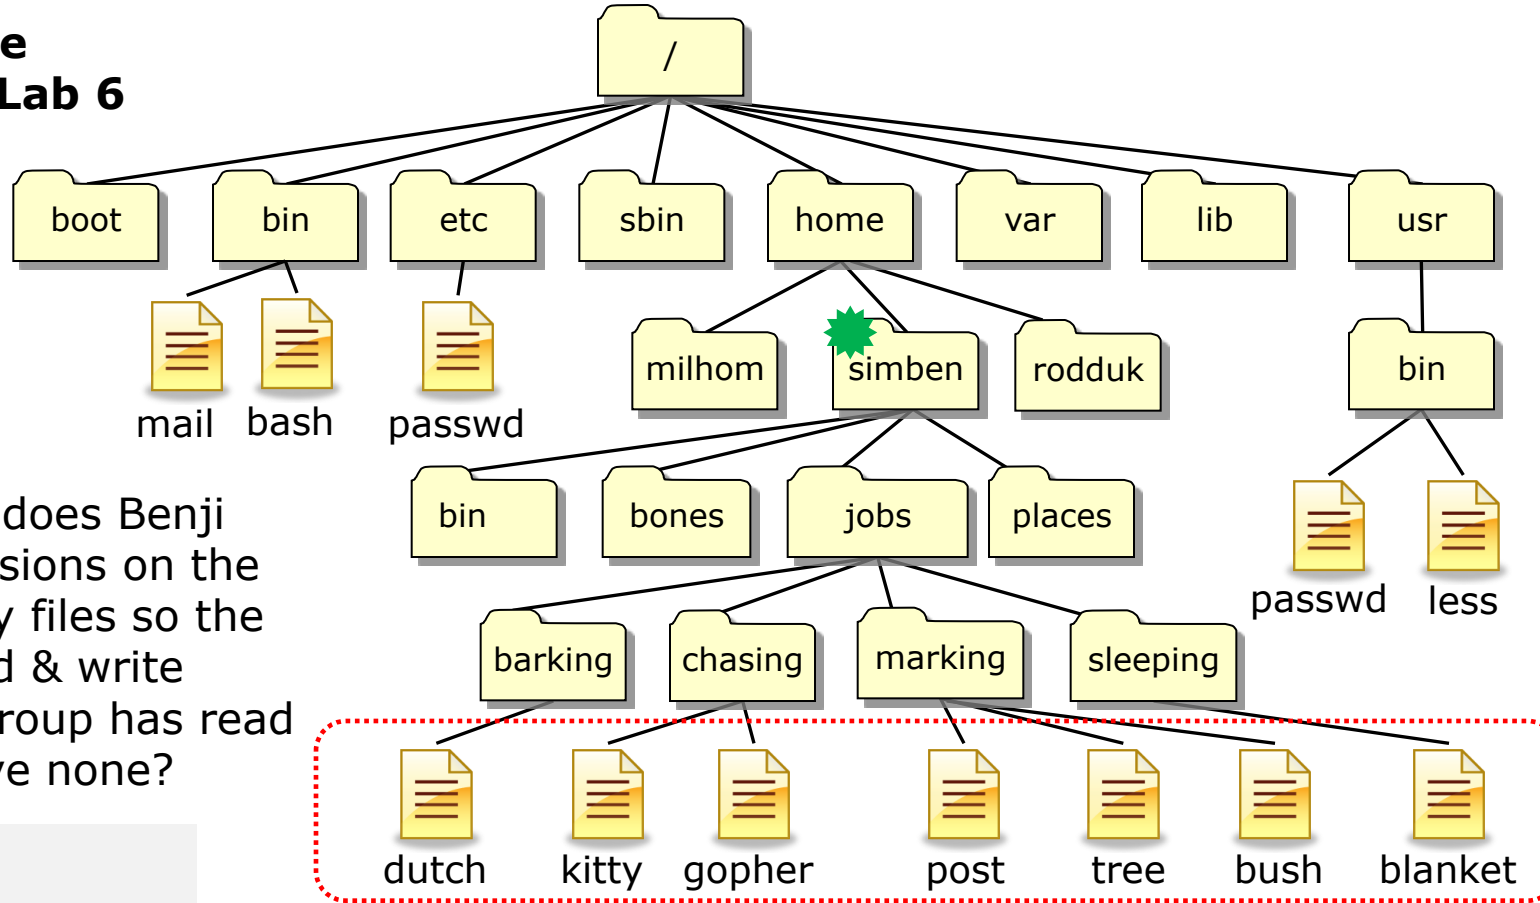 e
Lab 6
/
boot bin etc sbin home var lib usr
mail bash passwd
milhom simben rodduk bin
does Benji
sions on the
y files so the
d & write
roup has read
ve none?
bin bones jobs places
passwd less
barking chasing marking sleeping
dutch kitty gopher post tree bush blanket